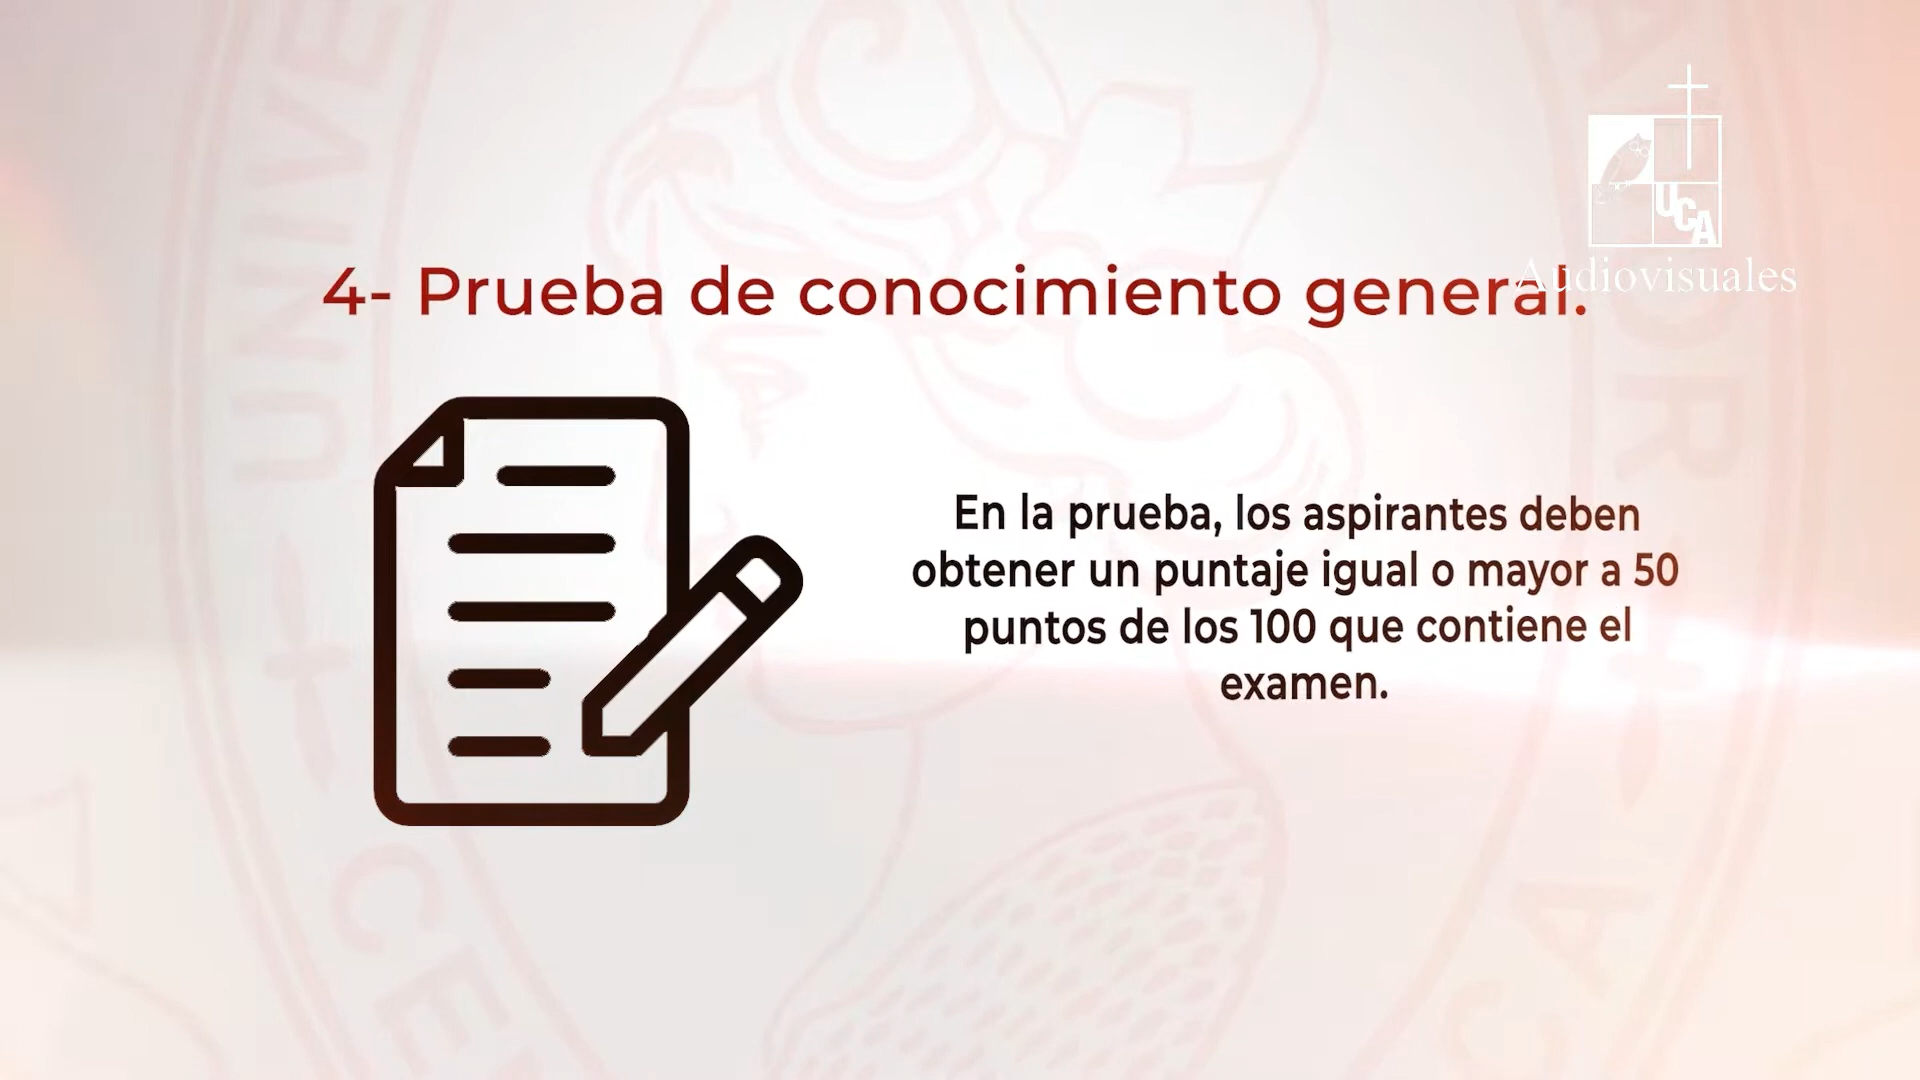 UCA
Audiovisuales
4- Prueba de conocimiento general.
En la prueba, los aspirantes deben
obtener un puntaje igual o mayor a 50
puntos de los 100 que contiene el
examen.